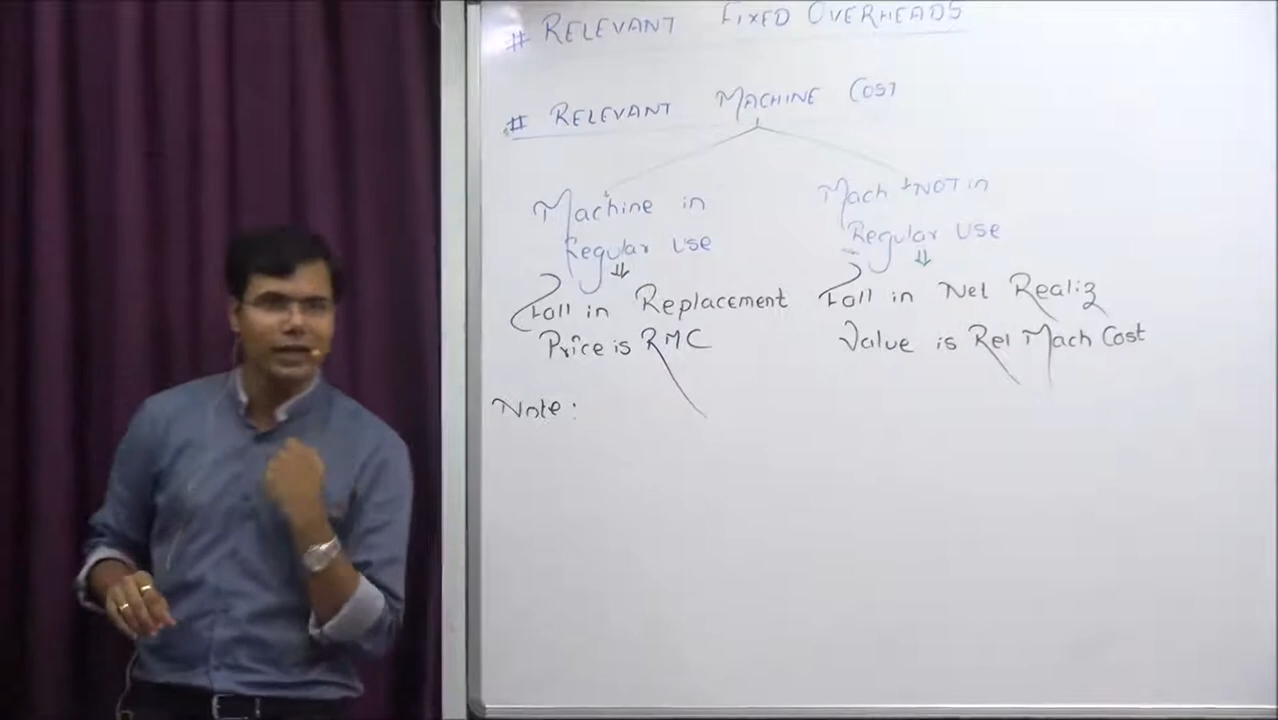 # RELEVANT FIXED OVERHEADS
# RELEVANT MACHINE COST
Machine in
Regular use
Fall in Replacement
Price is RMC
Mach NOT in
Regular use
Fall in Net Realiz
Value is Rel Mach Cost
Note: